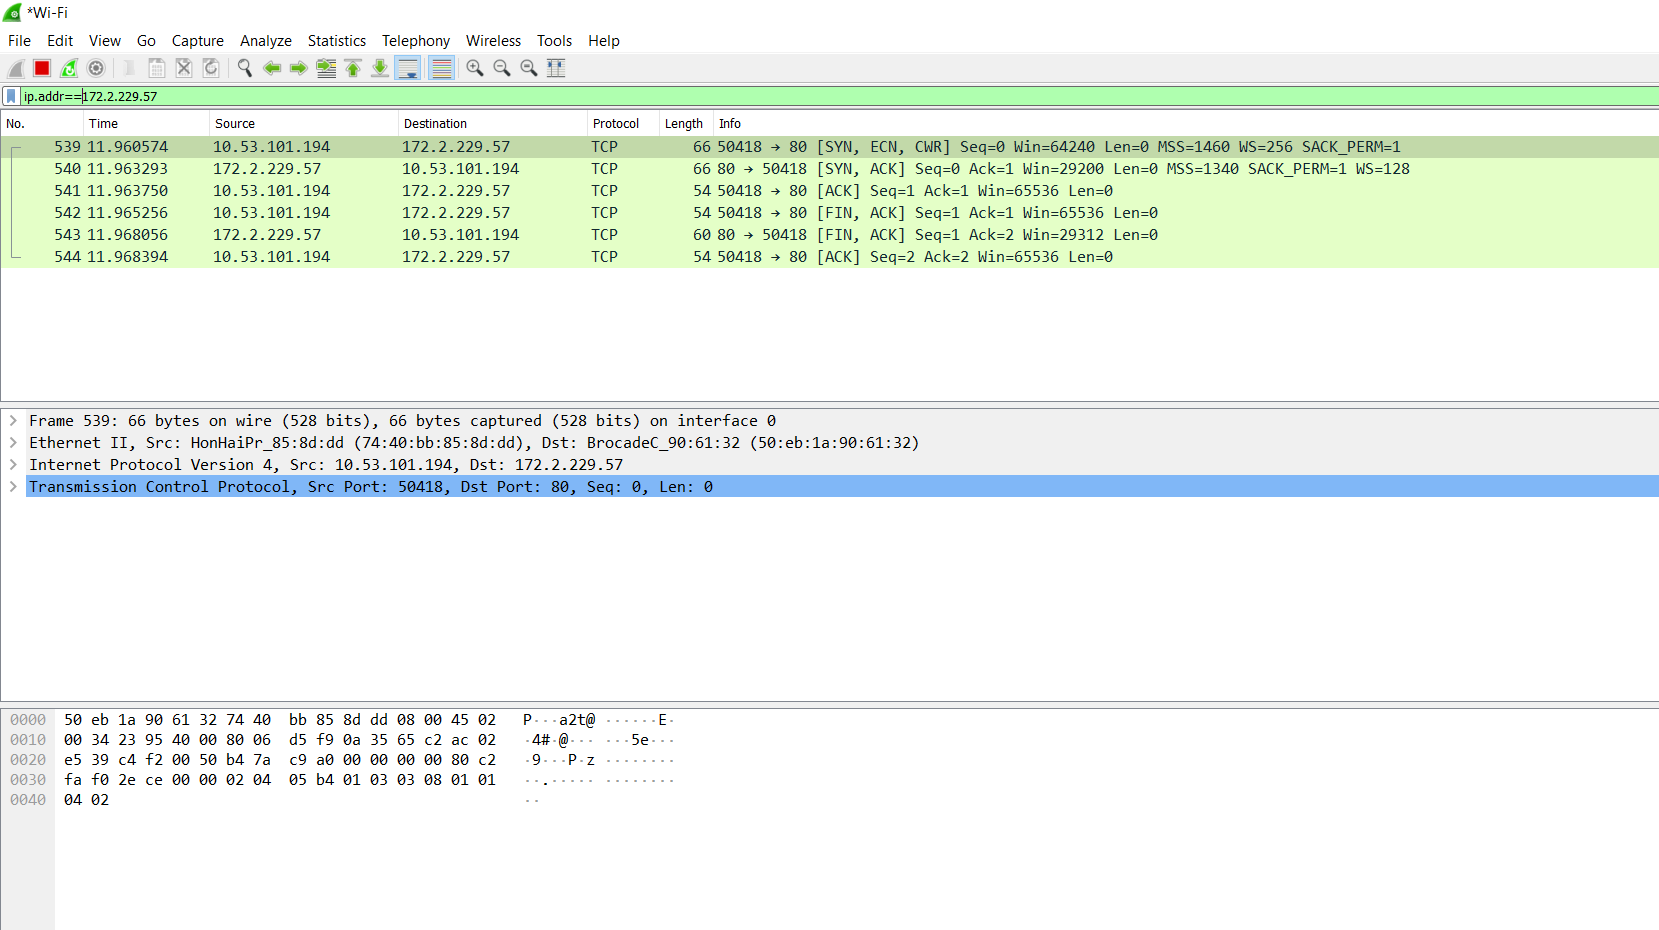 *Wi-Fi
File Edit View Go Capture Analyze Statistics Telephony Wireless Tools Help
ip.addr==172.2.229.57
No. Time Source Destination Protocol Length Info
539 11.960574 10.53.101.194 172.2.229.57 TCP 66 50418 → 80 [SYN, ECN, CWR] Seq=0 Win=64240 Len=0 MSS=1460 WS=256 SACK_PERM=1
540 11.963293 172.2.229.57 10.53.101.194 TCP 66 80 → 50418 [SYN, ACK] Seq=0 Ack=1 Win=29200 Len=0 MSS=1340 SACK_PERM=1 WS=128
541 11.963750 10.53.101.194 172.2.229.57 TCP 54 50418 → 80 [ACK] Seq=1 Ack=1 Win=65536 Len=0
542 11.965256 10.53.101.194 172.2.229.57 TCP 54 50418 → 80 [FIN, ACK] Seq=1 Ack=1 Win=65536 Len=0
543 11.968056 172.2.229.57 10.53.101.194 TCP 60 80 → 50418 [FIN, ACK] Seq=1 Ack=2 Win=29312 Len=0
544 11.968394 10.53.101.194 172.2.229.57 TCP 54 50418 → 80 [ACK] Seq=2 Ack=2 Win=65536 Len=0
Frame 539: 66 bytes on wire (528 bits), 66 bytes captured (528 bits) on interface 0
Ethernet II, Src: HonHaiPr_85:8d:dd (74:40:bb:85:8d:dd), Dst: BrocadeC_90:61:32 (50:eb:1a:90:61:32)
Internet Protocol Version 4, Src: 10.53.101.194, Dst: 172.2.229.57
Transmission Control Protocol, Src Port: 50418, Dst Port: 80, Seq: 0, Len: 0
0000 50 eb 1a 90 61 32 74 40 bb 85 8d dd 08 00 45 02 P···a2t@ ······E·
0010 00 34 23 95 40 00 80 06 d5 f9 0a 35 65 c2 ac 02 ·4#·@··· ···5e···
0020 e5 39 c4 f2 00 50 b4 7a c9 a0 00 00 00 00 80 c2 ·9···P·z ········
0030 fa f0 2e ce 00 00 02 04 05 b4 01 03 03 08 01 01 ··.····· ········
0040 04 02 ··